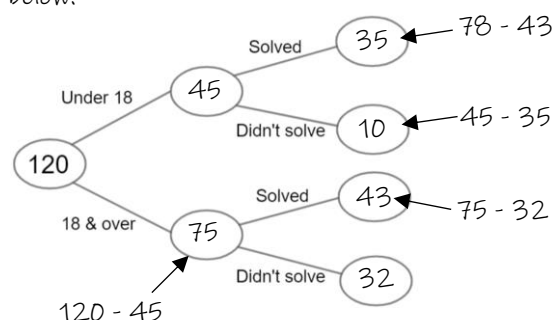 below.
78 - 43
Solved
35
Under 18
45
45 - 35
Didn't solve
10
120
Solved
43
75 - 32
18 & over
75
Didn't solve
32
120 - 45